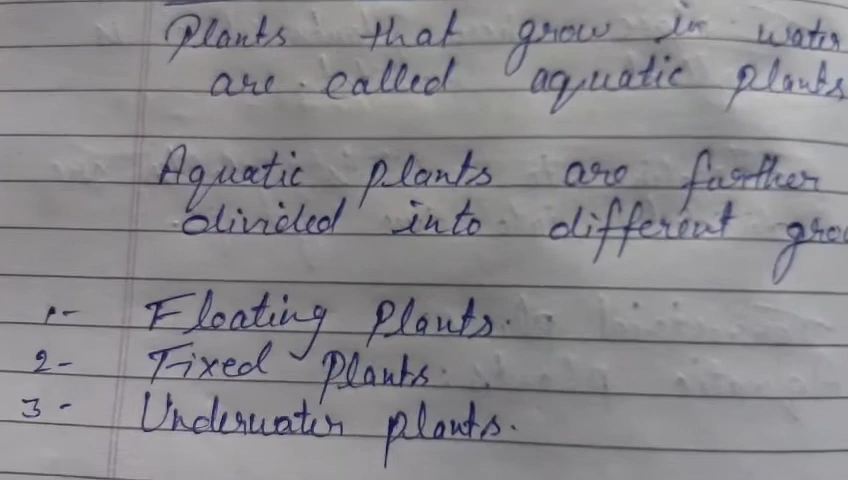 Plants that grow in water
are called aquatic plants
Aquatic plants are further
divided into different
1- Floating Plants.
2- Fixed Plants.
3- Underwater plants.